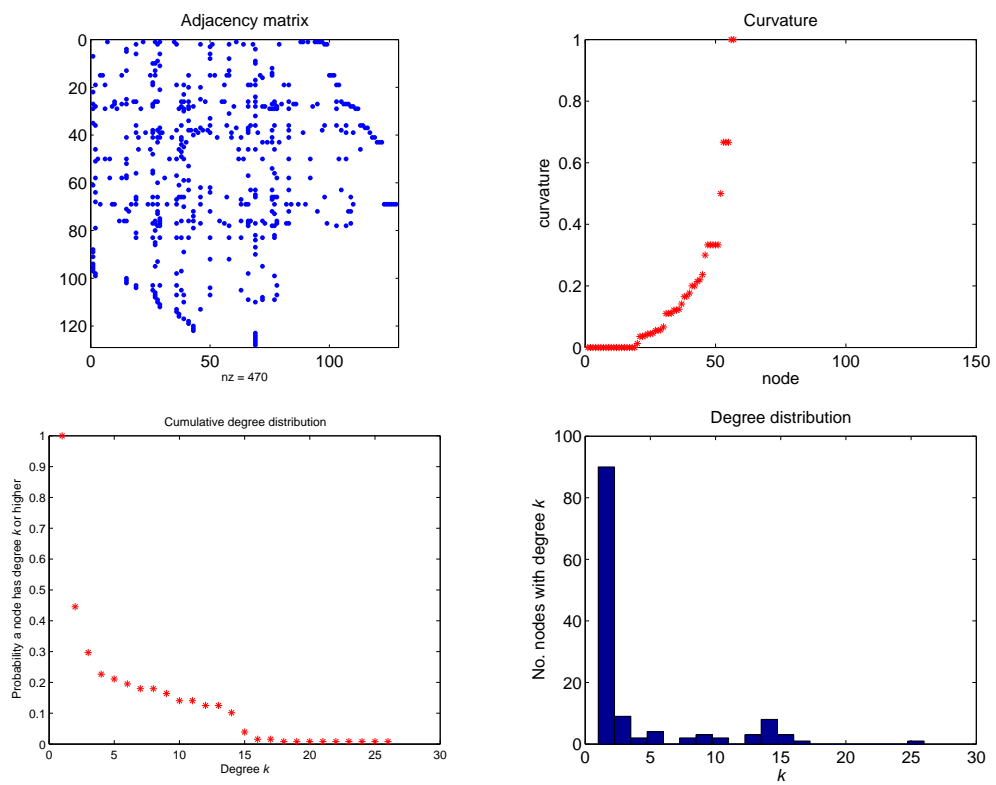 Adjacency matrix
0
20
40
60
80
100
120
0 50 100
nz = 470
Curvature
1
0.8
0.6
0.4
0.2
0
curvature
0 50 100 150
node
Cumulative degree distribution
1
0.9
0.8
0.7
0.6
0.5
0.4
0.3
0.2
0.1
0
Probability a node has degree k or higher
0 5 10 15 20 25 30
Degree k
Degree distribution
100
80
60
40
20
0
No. nodes with degree k
0 5 10 15 20 25 30
k